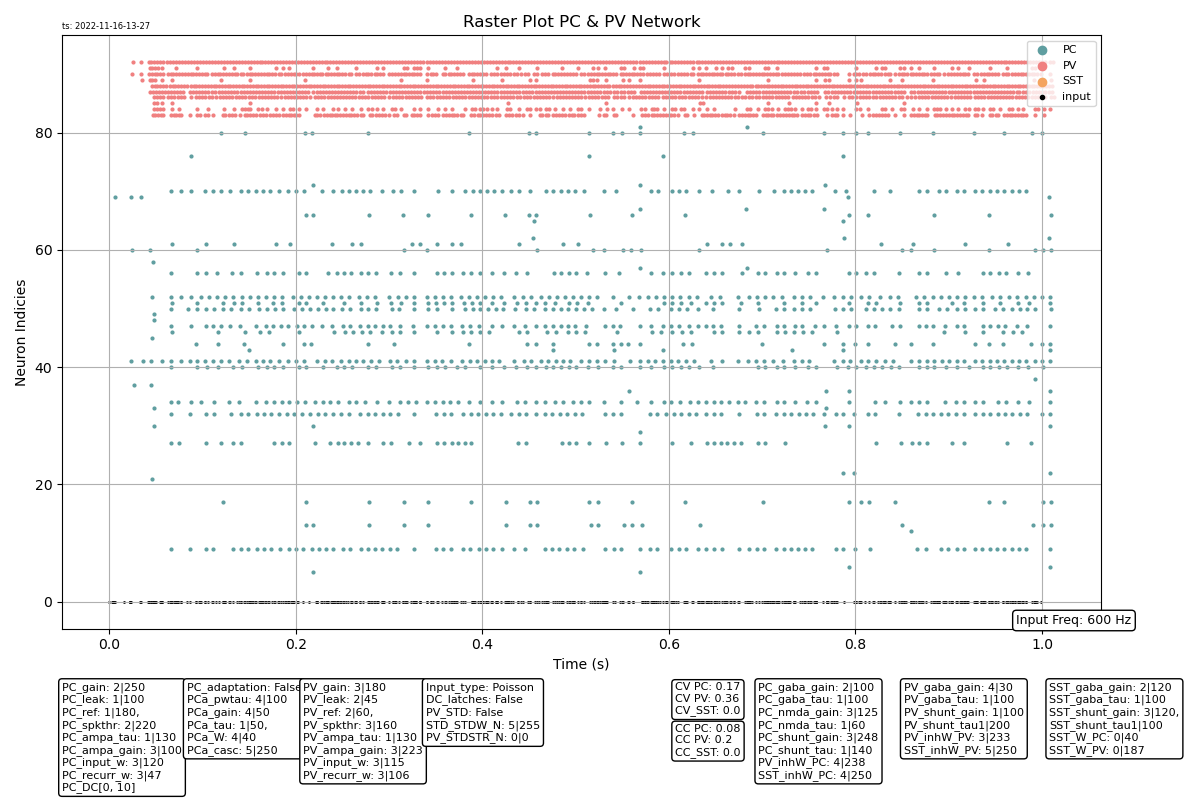 ts: 2022-11-16-13-27
Raster Plot PC & PV Network
PC
PV
SST
input
80
60
40
20
0
Neuron Indicies
0.0 0.2 0.4 0.6 0.8 1.0
Input Freq: 600 Hz
Time (s)
PC_gain: 2|250
PC_leak: 1|100
PC_ref: 1|180,
PC_spkthr: 2|220
PC_ampa_tau: 1|130
PC_ampa_gain: 3|100
PC_input_w: 3|120
PC_recurr_w: 3|47
PC_DC[0, 10]
PC_adaptation: False
PCa_pwtau: 4|100
PCa_gain: 4|50
PCa_tau: 1|50,
PCa_W: 4|40
PCa_casc: 5|250
PV_gain: 3|180
PV_leak: 2|45
PV_ref: 2|60,
PV_spkthr: 3|160
PV_ampa_tau: 1|130
PV_ampa_gain: 3|223
PV_input_w: 3|115
PV_recurr_w: 3|106
Input_type: Poisson
DC_latches: False
PV_STD: False
STD_STDW_N: 5|255
PV_STDSTR_N: 0|0
CV PC: 0.17
CV PV: 0.36
CV_SST: 0.0
CC PC: 0.08
CC PV: 0.2
CC_SST: 0.0
PC_gaba_gain: 2|100
PC_gaba_tau: 1|100
PC_nmda_gain: 3|125
PC_nmda_tau: 1|60
PC_shunt_gain: 3|248
PC_shunt_tau: 1|140
PV_inhW_PC: 4|238
SST_inhW_PC: 4|250
PV_gaba_gain: 4|30
PV_gaba_tau: 1|100
PV_shunt_gain: 1|100
PV_shunt_tau1|200
PV_inhW_PV: 3|233
SST_inhW_PV: 5|250
SST_gaba_gain: 2|120
SST_gaba_tau: 1|100
SST_shunt_gain: 3|120,
SST_shunt_tau1|100
SST_W_PC: 0|40
SST_W_PV: 0|187